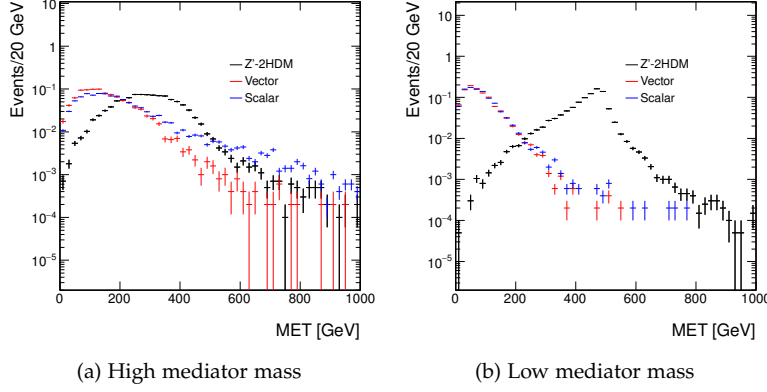 Events/20 GeV
10
1
10⁻¹
10⁻²
10⁻³
10⁻⁴
10⁻⁵
Z'-2HDM
Vector
Scalar
0 200 400 600 800 1000
MET [GeV]
(a) High mediator mass
Events/20 GeV
10
1
10⁻¹
10⁻²
10⁻³
10⁻⁴
10⁻⁵
Z'-2HDM
Vector
Scalar
0 200 400 600 800 1000
MET [GeV]
(b) Low mediator mass